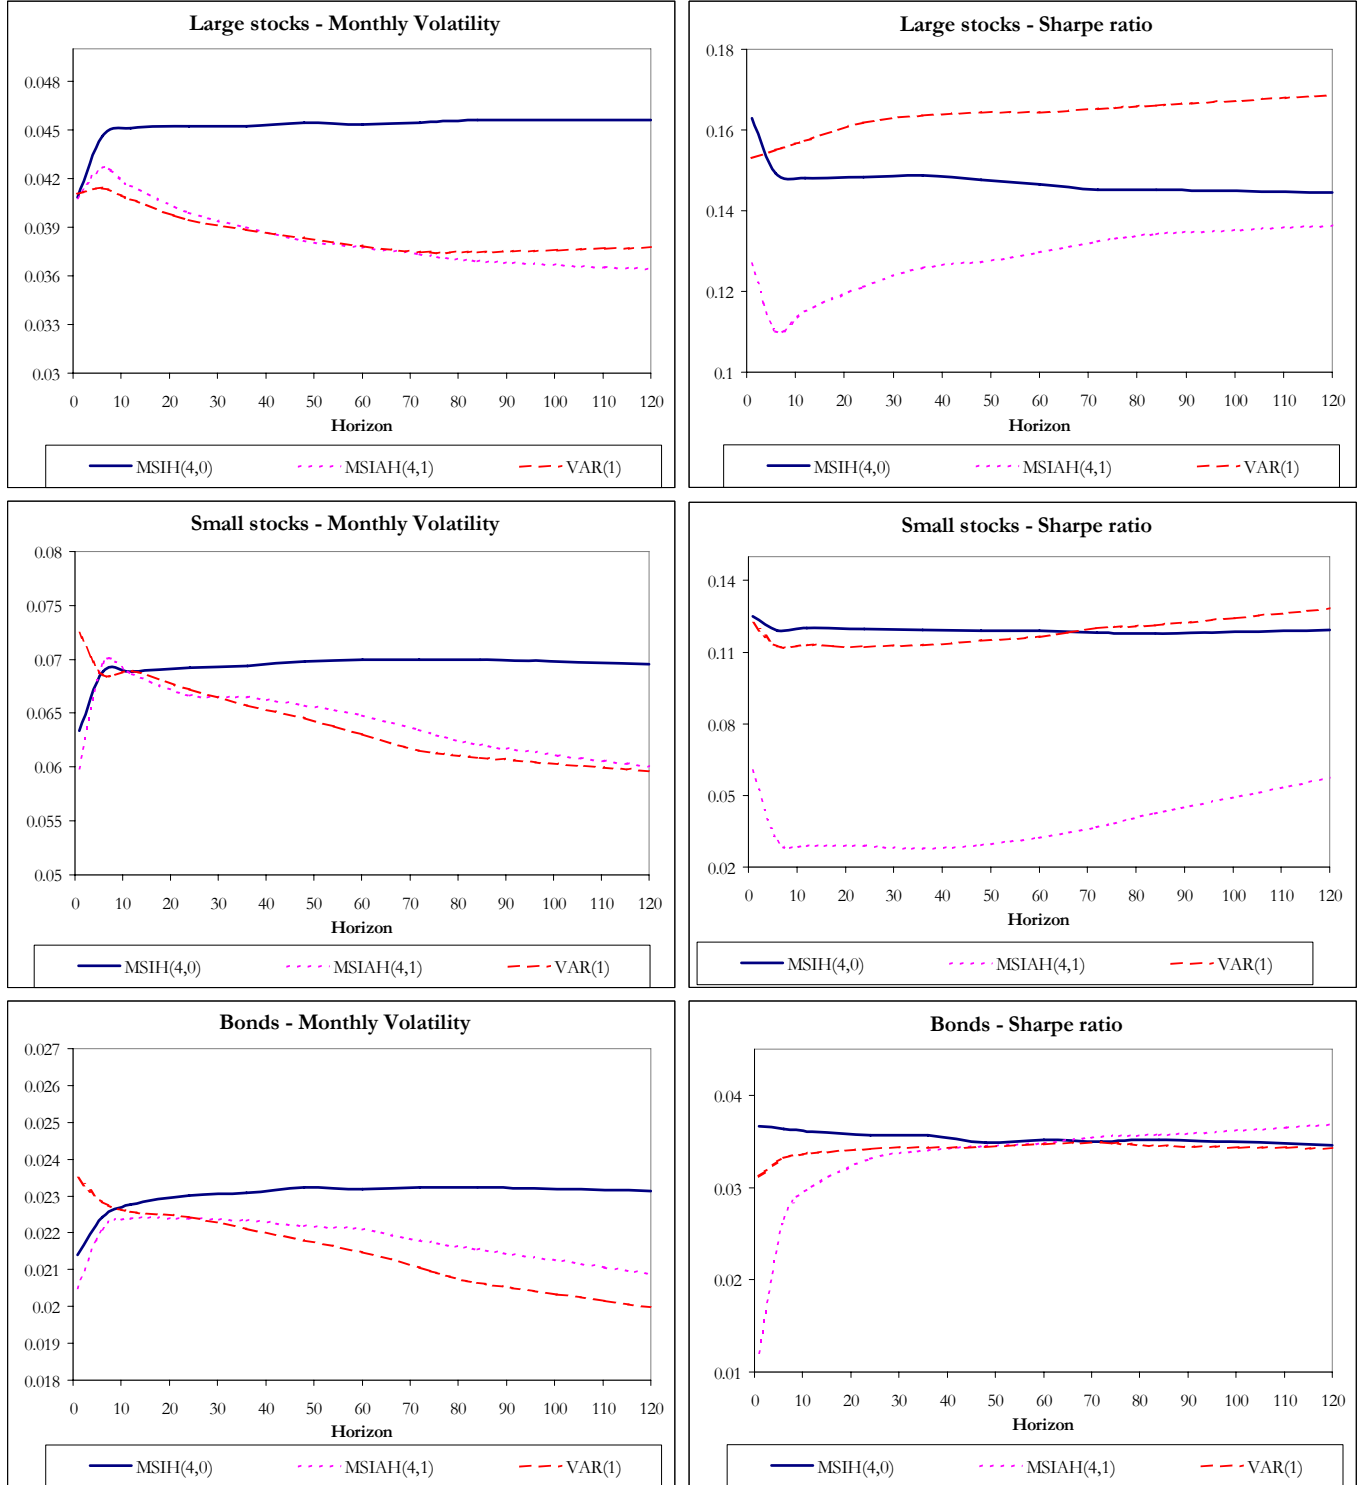 Large stocks - Monthly Volatility
0.048
0.045
0.042
0.039
0.036
0.033
0.03
0 10 20 30 40 50 60 70 80 90 100 110 120
Horizon
MSIH(4,0) MSIAH(4,1) VAR(1)
Large stocks - Sharpe ratio
0.18
0.16
0.14
0.12
0.1
0 10 20 30 40 50 60 70 80 90 100 110 120
Horizon
MSIH(4,0) MSIAH(4,1) VAR(1)
Small stocks - Monthly Volatility
0.08
0.075
0.07
0.065
0.06
0.055
0.05
0 10 20 30 40 50 60 70 80 90 100 110 120
Horizon
MSIH(4,0) MSIAH(4,1) VAR(1)
Small stocks - Sharpe ratio
0.14
0.11
0.08
0.05
0.02
0 10 20 30 40 50 60 70 80 90 100 110 120
Horizon
MSIH(4,0) MSIAH(4,1) VAR(1)
Bonds - Monthly Volatility
0.027
0.026
0.025
0.024
0.023
0.022
0.021
0.02
0.019
0.018
0 10 20 30 40 50 60 70 80 90 100 110 120
Horizon
MSIH(4,0) MSIAH(4,1) VAR(1)
Bonds - Sharpe ratio
0.04
0.03
0.02
0.01
0 10 20 30 40 50 60 70 80 90 100 110 120
Horizon
MSIH(4,0) MSIAH(4,1) VAR(1)